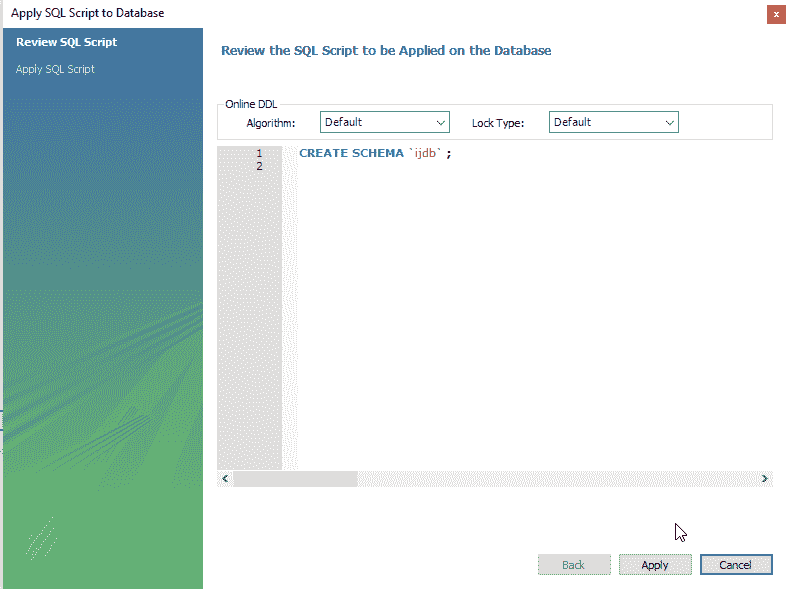 Apply SQL Script to Database
x
Review SQL Script
Apply SQL Script
Review the SQL Script to be Applied on the Database
Online DDL
Algorithm: Default Lock Type: Default
1 CREATE SCHEMA `ijdb` ;
2
Back Apply Cancel